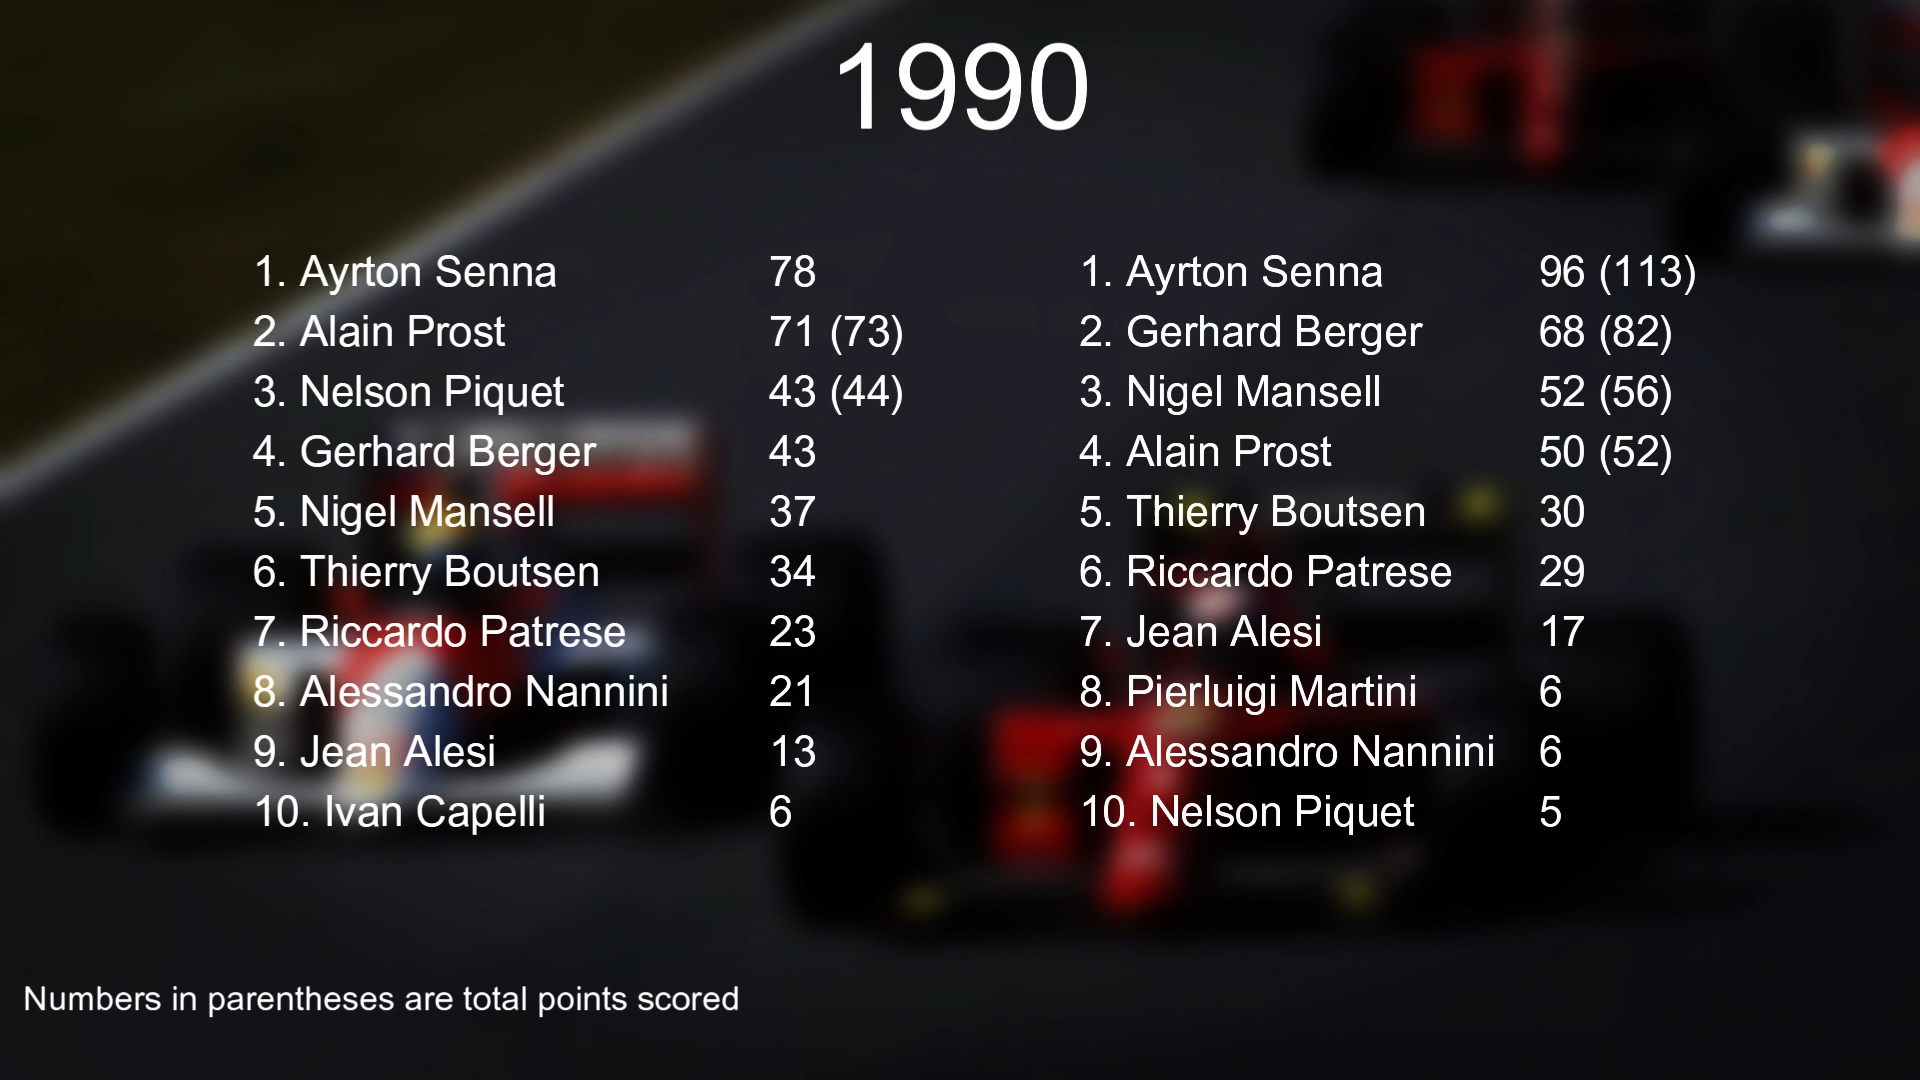 1990
1. Ayrton Senna 78
2. Alain Prost 71 (73)
3. Nelson Piquet 43 (44)
4. Gerhard Berger 43
5. Nigel Mansell 37
6. Thierry Boutsen 34
7. Riccardo Patrese 23
8. Alessandro Nannini 21
9. Jean Alesi 13
10. Ivan Capelli 6
1. Ayrton Senna 96 (113)
2. Gerhard Berger 68 (82)
3. Nigel Mansell 52 (56)
4. Alain Prost 50 (52)
5. Thierry Boutsen 30
6. Riccardo Patrese 29
7. Jean Alesi 17
8. Pierluigi Martini 6
9. Alessandro Nannini 6
10. Nelson Piquet 5
Numbers in parentheses are total points scored